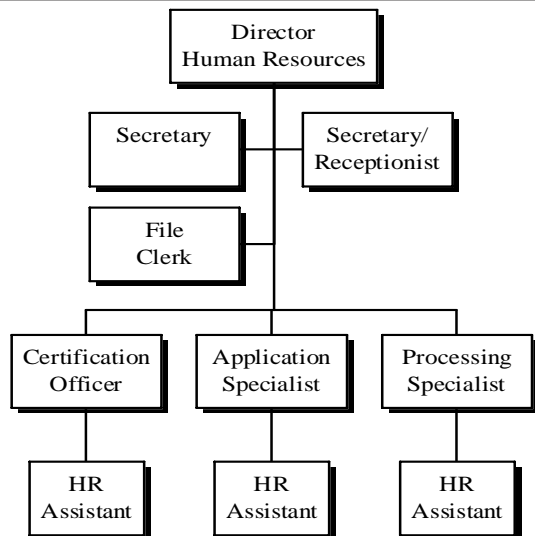 Director
Human Resources
Secretary
Secretary/
Receptionist
File
Clerk
Certification
Officer
Application
Specialist
Processing
Specialist
HR
Assistant
HR
Assistant
HR
Assistant